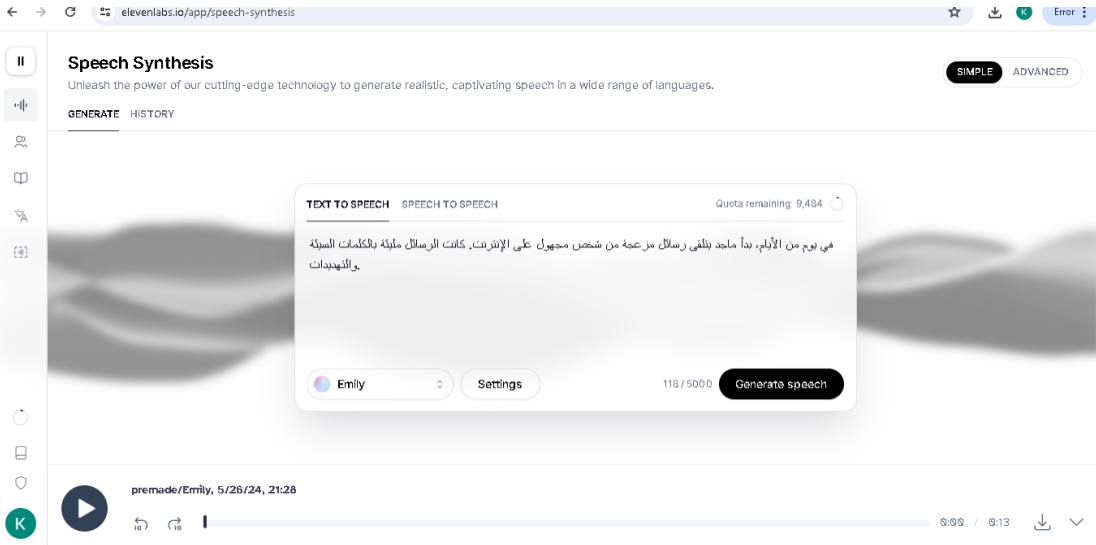 elevenlabs.io/app/speech-synthesis
K
Error
Speech Synthesis
SIMPLE
ADVANCED
Unleash the power of our cutting-edge technology to generate realistic, captivating speech in a wide range of languages.
GENERATE
HISTORY
TEXT TO SPEECH
SPEECH TO SPEECH
Quota remaining: 9,484
في يوم من الأيام، بدأ ماجد يتلقى رسائل مزعجة من شخص مجهول على الإنترنت. كانت الرسائل مليئة بالكلمات السيئة
والتهديدات.
Emily
Settings
118 / 5000
Generate speech
premade/Emily, 5/26/24, 21:28
K
10
10
0:00 / 0:13